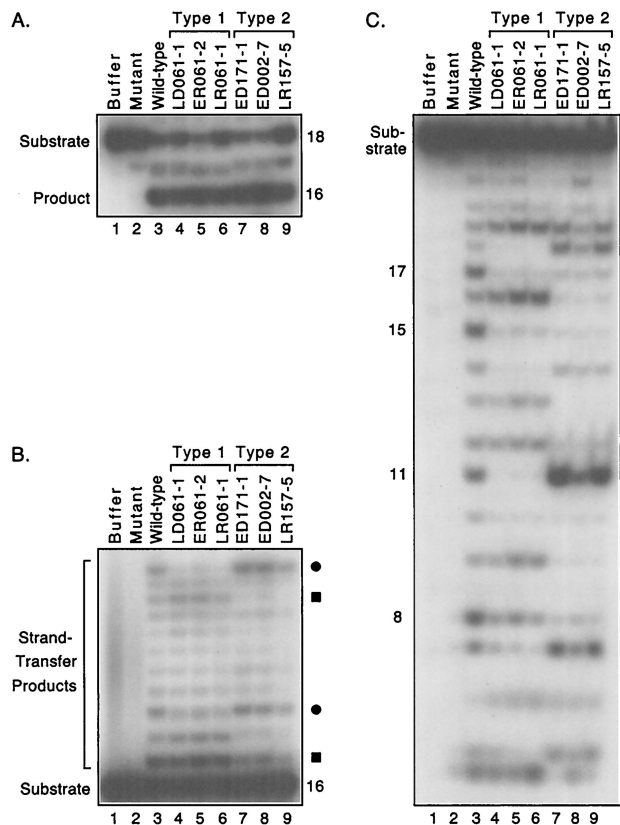 A.
Type 1 Type 2
Buffer
Mutant
Wild-type
LD061-1
ER061-2
LR061-1
ED171-1
ED002-7
LR157-5
Substrate 18
Product 16
1 2 3 4 5 6 7 8 9
B.
Type 1 Type 2
Buffer
Mutant
Wild-type
LD061-1
ER061-2
LR061-1
ED171-1
ED002-7
LR157-5
Strand-
Transfer
Products
Substrate 16
1 2 3 4 5 6 7 8 9
C.
Type 1 Type 2
Buffer
Mutant
Wild-type
LD061-1
ER061-2
LR061-1
ED171-1
ED002-7
LR157-5
Sub-
strate
17
15
11
8
1 2 3 4 5 6 7 8 9